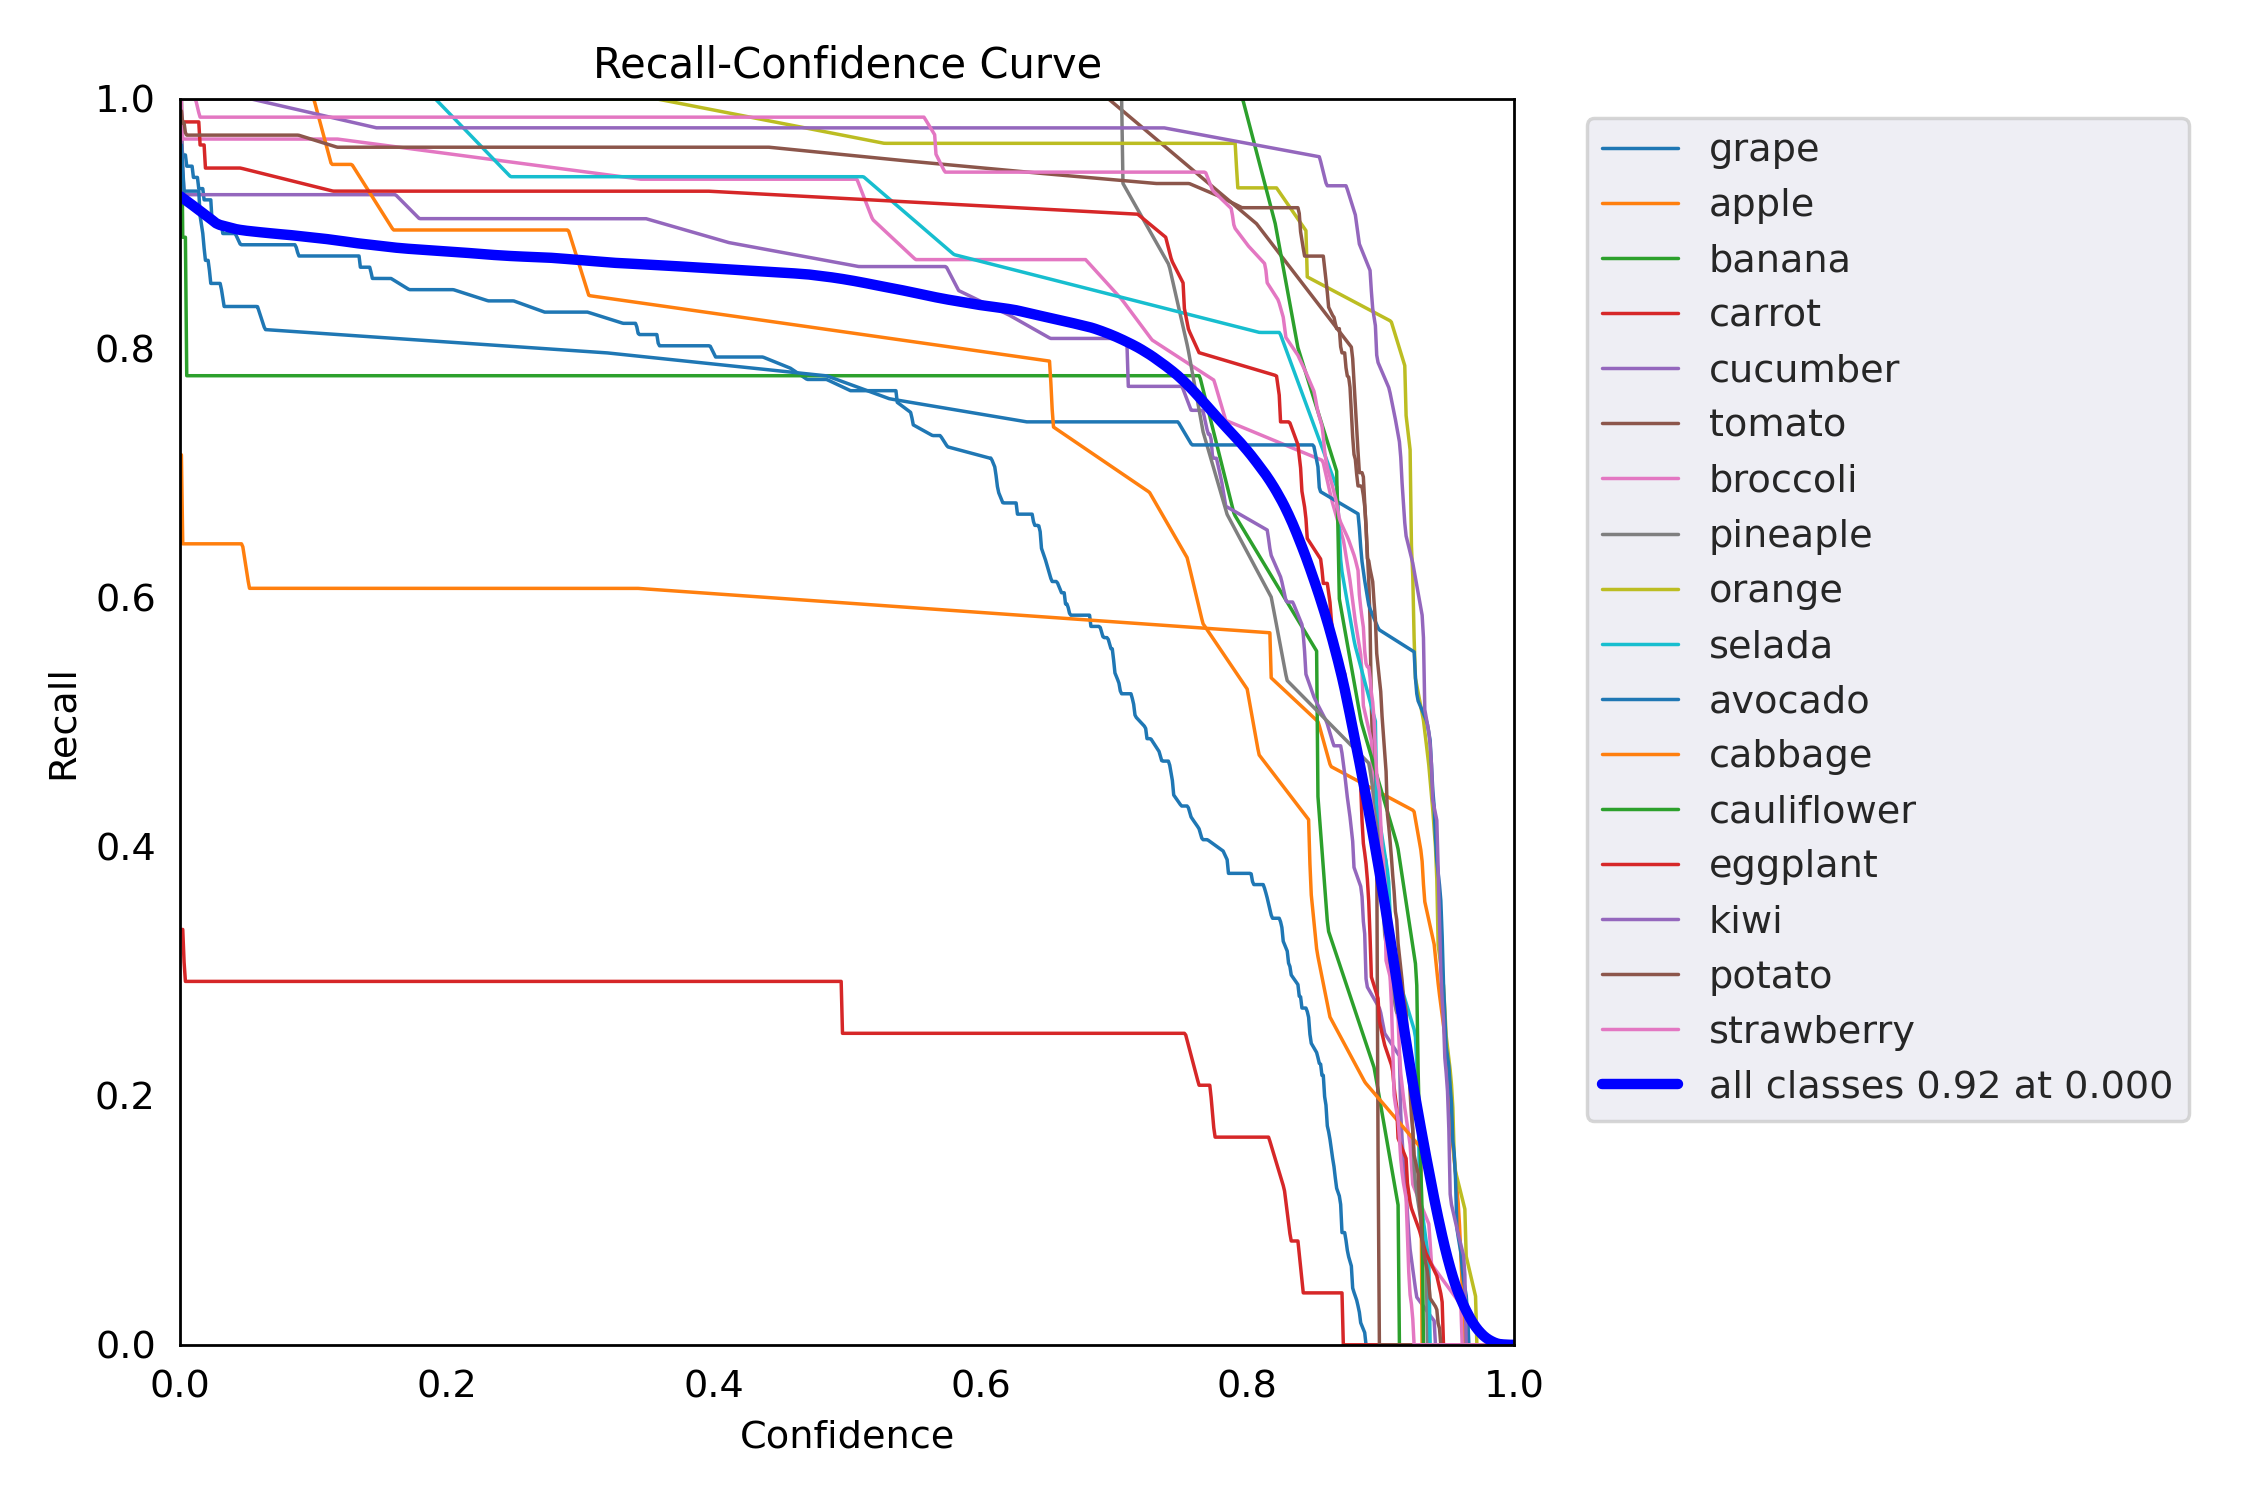 Recall-Confidence Curve
1.0
0.8
0.6
0.4
0.2
0.0
Recall
0.0 0.2 0.4 0.6 0.8 1.0
Confidence
grape
apple
banana
carrot
cucumber
tomato
broccoli
pineaple
orange
selada
avocado
cabbage
cauliflower
eggplant
kiwi
potato
strawberry
all classes 0.92 at 0.000